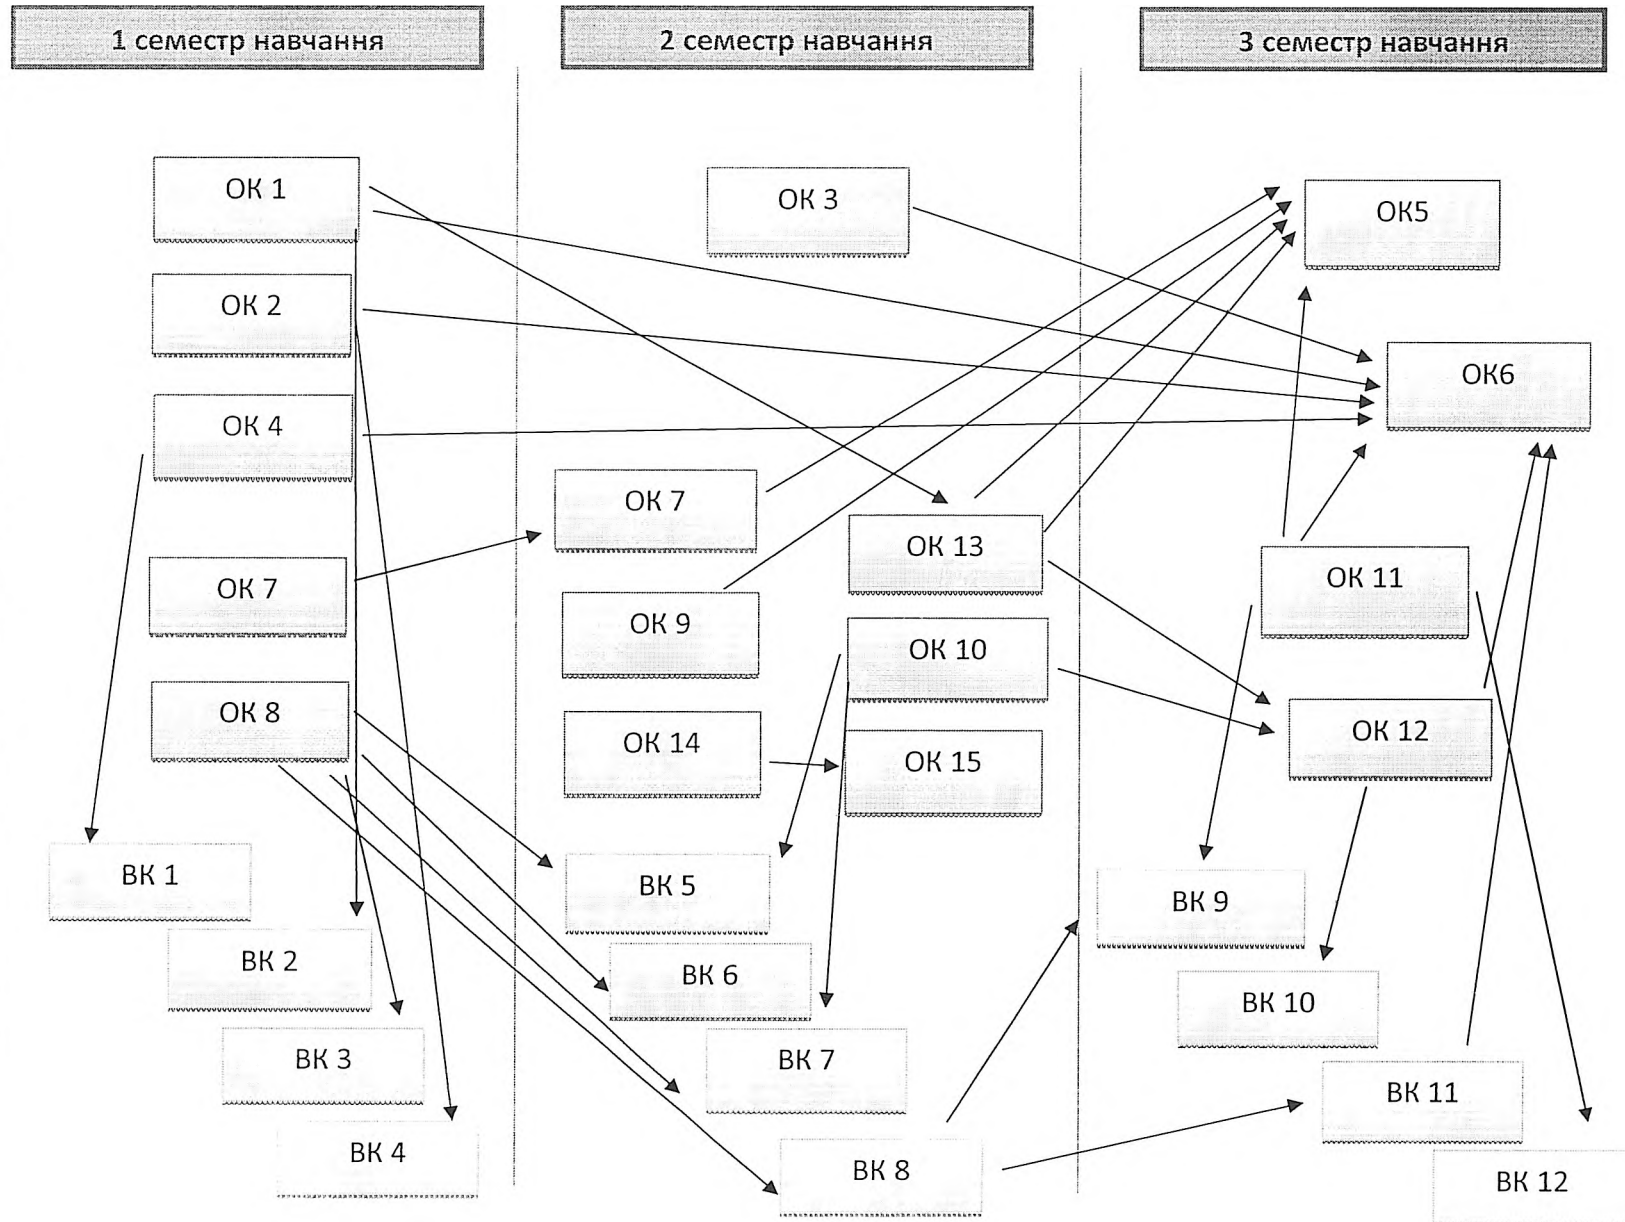 1 семестр навчання
2 семестр навчання
3 семестр навчання
ОК 1
ОК 2
ОК 4
ОК 7
ОК 8
ВК 1
ВК 2
ВК 3
ВК 4
ОК 3
ОК 7
ОК 13
ОК 9
ОК 10
ОК 14
ОК 15
ВК 5
ВК 6
ВК 7
ВК 8
ОК5
ОК6
ОК 11
ОК 12
ВК 9
ВК 10
ВК 11
ВК 12